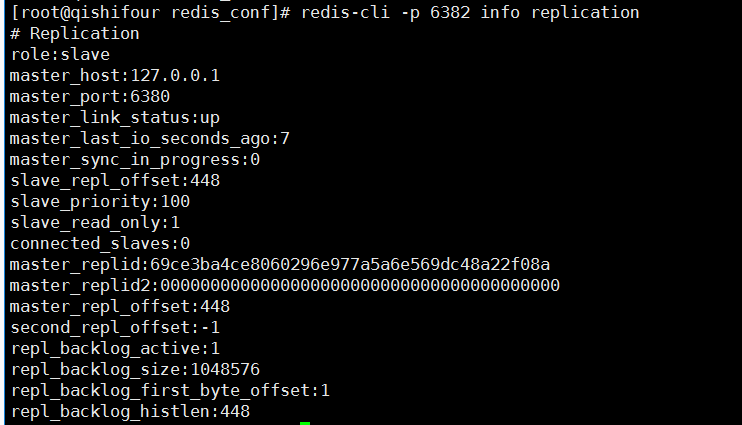 [root@qishifour redis_conf]# redis-cli -p 6382 info replication
# Replication
role:slave
master_host:127.0.0.1
master_port:6380
master_link_status:up
master_last_io_seconds_ago:7
master_sync_in_progress:0
slave_repl_offset:448
slave_priority:100
slave_read_only:1
connected_slaves:0
master_replid:69ce3ba4ce8060296e977a5a6e569dc48a22f08a
master_replid2:0000000000000000000000000000000000000000
master_repl_offset:448
second_repl_offset:-1
repl_backlog_active:1
repl_backlog_size:1048576
repl_backlog_first_byte_offset:1
repl_backlog_histlen:448